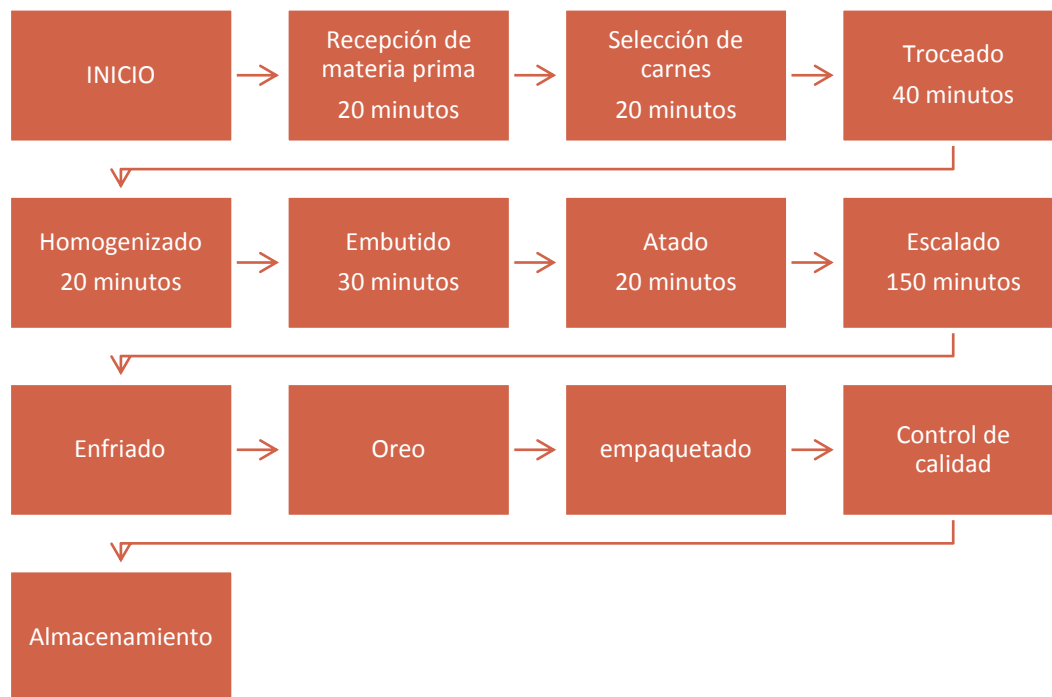 INICIO
Recepción de
materia prima
20 minutos
Selección de
carnes
20 minutos
Troceado
40 minutos
Homogenizado
20 minutos
Embutido
30 minutos
Atado
20 minutos
Escalado
150 minutos
Enfriado
Oreo
empaquetado
Control de
calidad
Almacenamiento